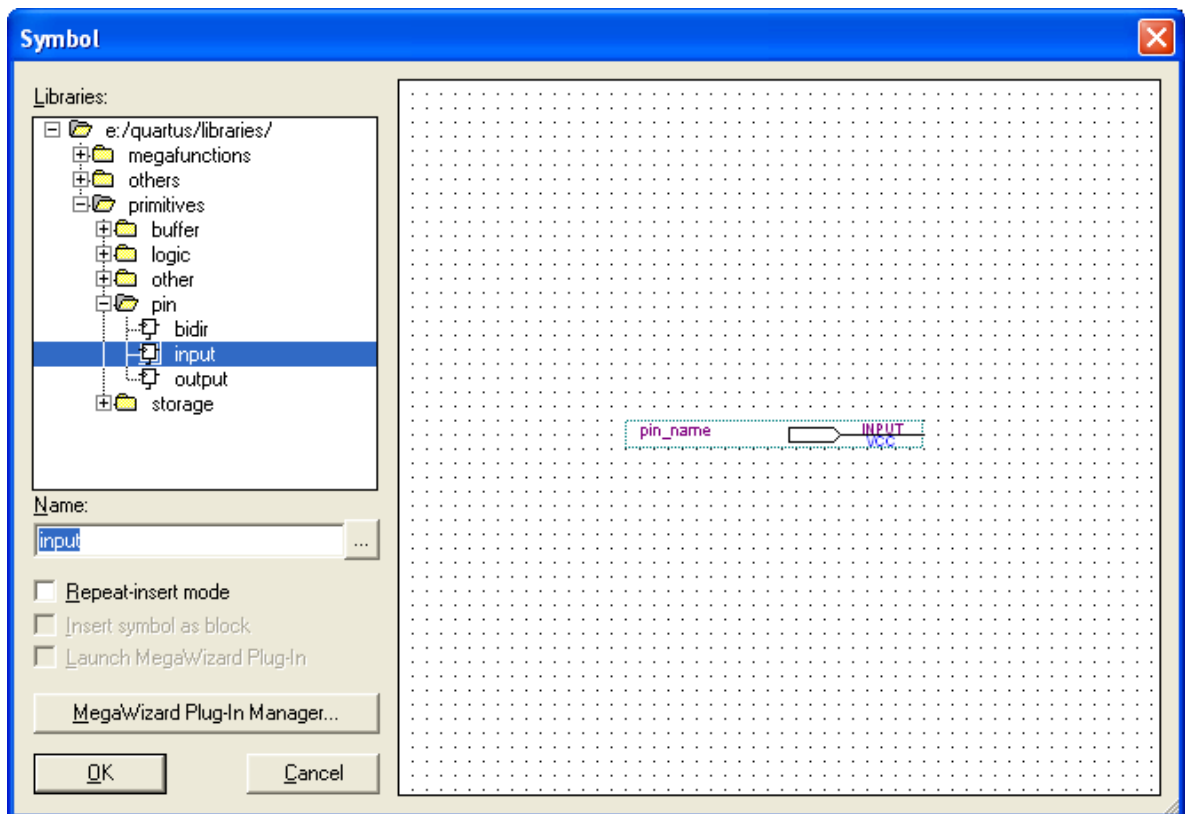 Symbol
Libraries:
e:/quartus/libraries/
megafunctions
others
primitives
buffer
logic
other
pin
bidir
input
output
storage
Name:
input
...
Repeat-insert mode
Insert symbol as block
Launch MegaWizard Plug-In
MegaWizard Plug-In Manager...
OK
Cancel
pin_name
INPUT
VCC